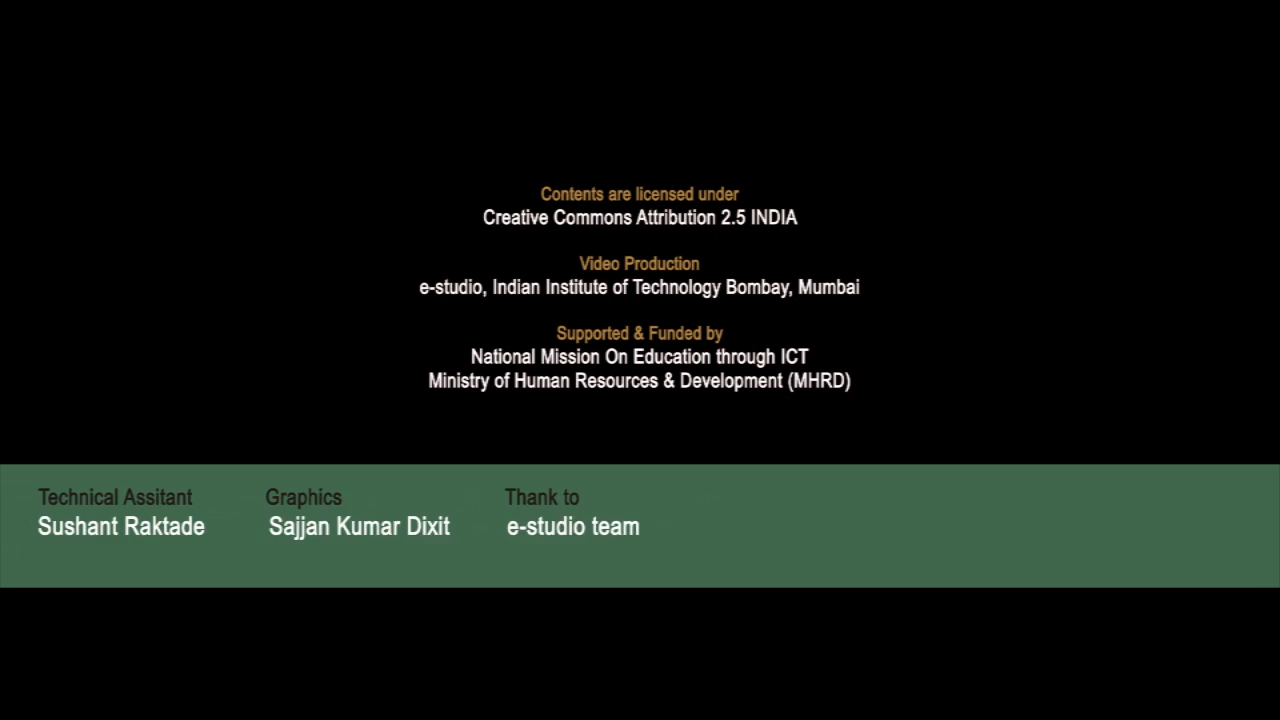 Contents are licensed under
Creative Commons Attribution 2.5 INDIA
Video Production
e-studio, Indian Institute of Technology Bombay, Mumbai
Supported & Funded by
National Mission On Education through ICT
Ministry of Human Resources & Development (MHRD)
Technical Assitant
Sushant Raktade
Graphics
Sajjan Kumar Dixit
Thank to
e-studio team